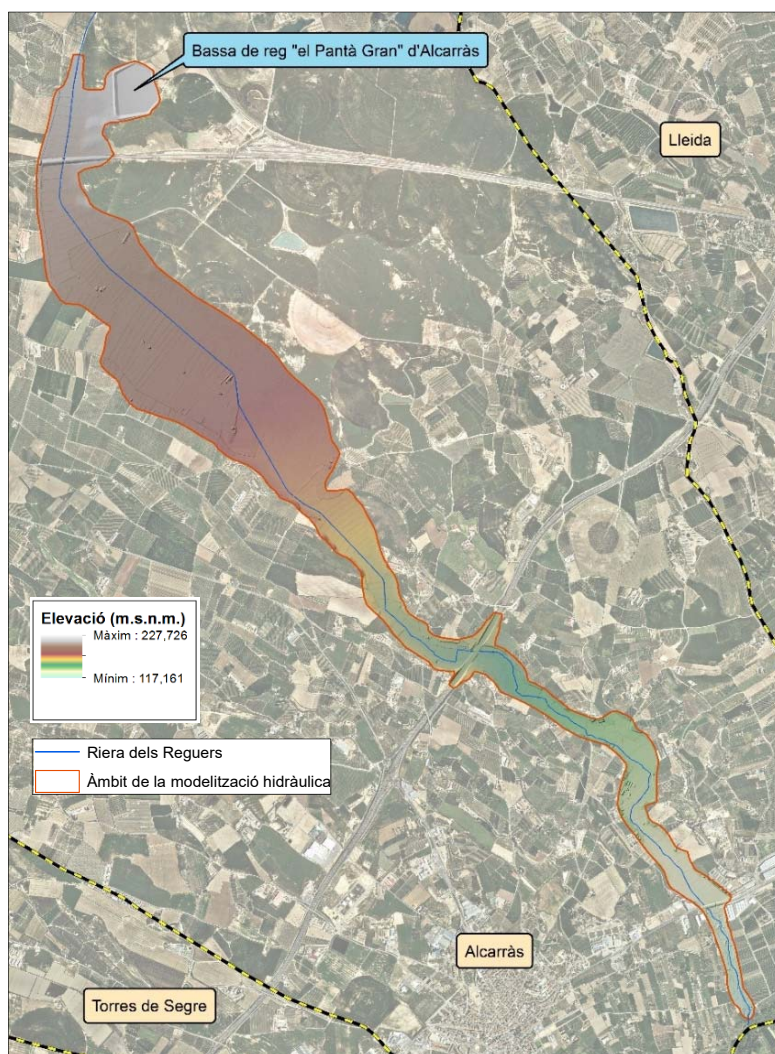 Bassa de reg "el Pantà Gran" d'Alcarràs
Lleida
Elevació (m.s.n.m.)
Màxim : 227,726
Mínim : 117,161
Riera dels Reguers
Àmbit de la modelització hidràulica
Alcarràs
Torres de Segre